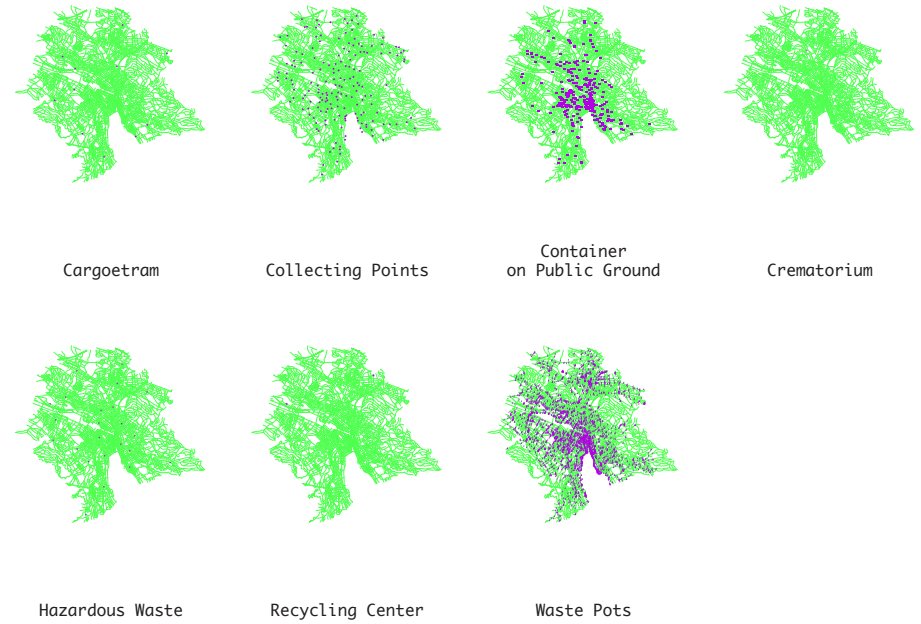 Cargoetram
Collecting Points
Container
on Public Ground
Crematorium
Hazardous Waste
Recycling Center
Waste Pots